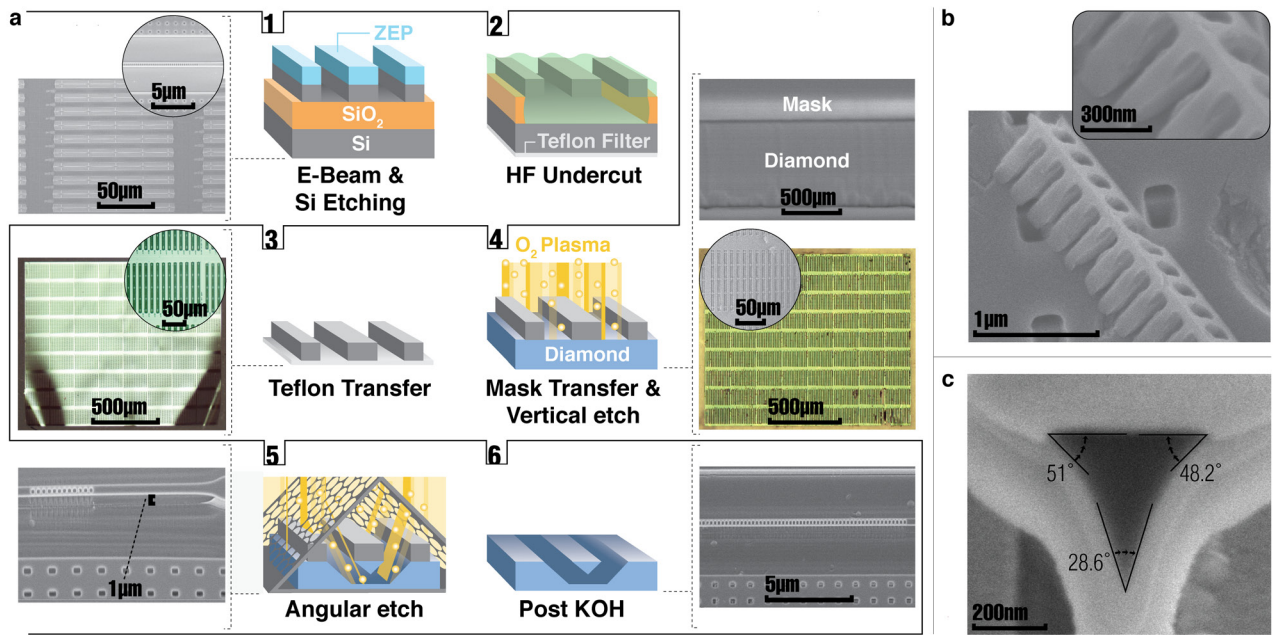 a
1
ZEP
SiO2
Si
E-Beam &
Si Etching
5µm
50µm
2
Teflon Filter
HF Undercut
Mask
Diamond
500µm
3
Teflon Transfer
50µm
500µm
4
O2 Plasma
Diamond
Mask Transfer &
Vertical etch
50µm
500µm
5
Angular etch
1µm
6
Post KOH
5µm
b
300nm
1µm
c
51°
48.2°
28.6°
200nm